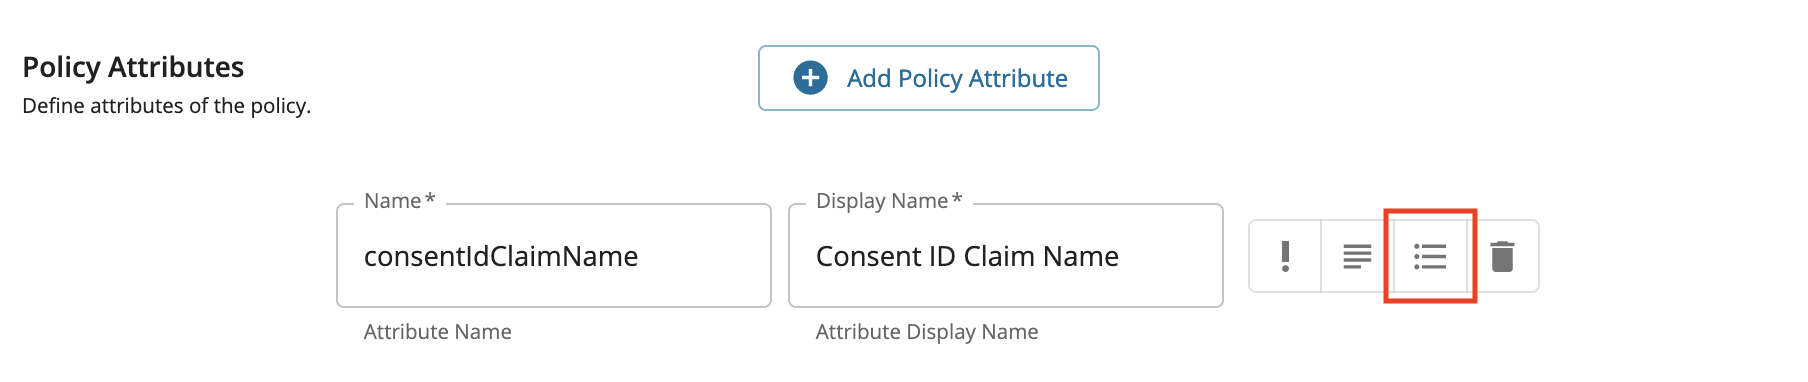 Policy Attributes
Define attributes of the policy.
Add Policy Attribute
Name*
consentIdClaimName
Attribute Name
Display Name*
Consent ID Claim Name
Attribute Display Name